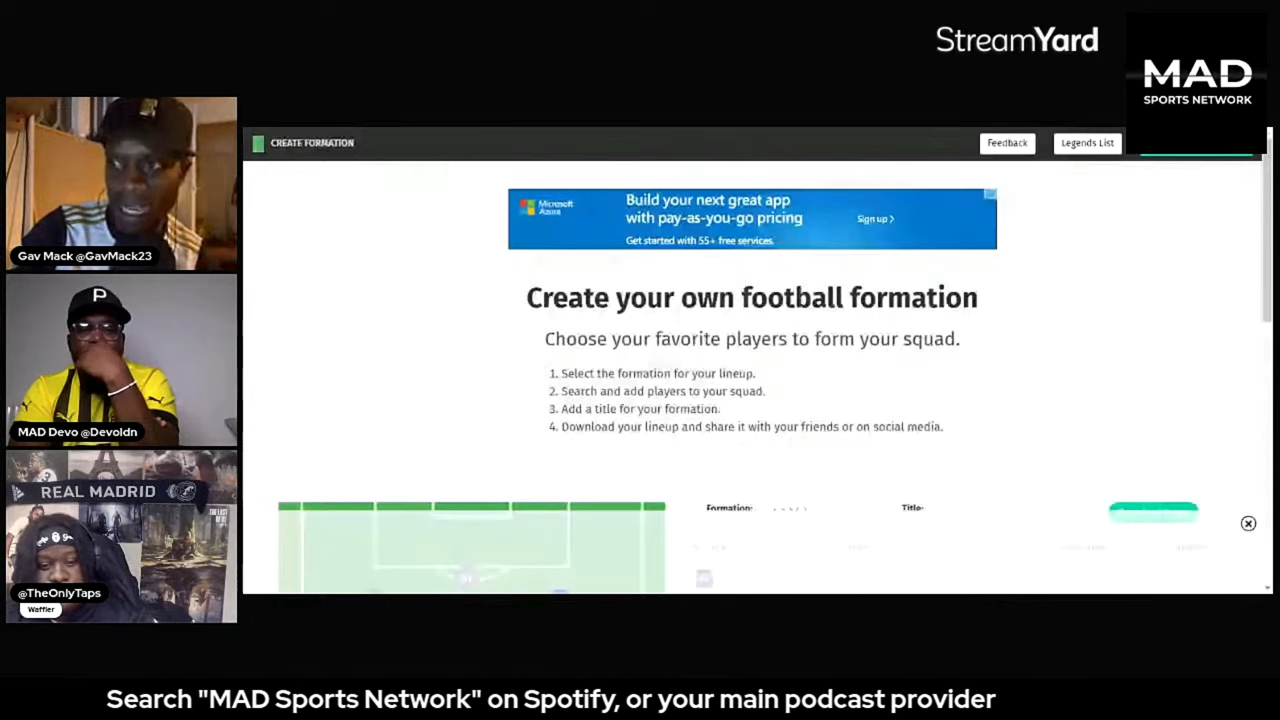 StreamYard
MAD
SPORTS NETWORK
CREATE FORMATION
Feedback
Legends List
Microsoft
Azure
Build your next great app
with pay-as-you-go pricing
Get started with 55+ free services.
Sign up >
Create your own football formation
Choose your favorite players to form your squad.
1. Select the formation for your lineup.
2. Search and add players to your squad.
3. Add a title for your formation.
4. Download your lineup and share it with your friends or on social media.
Formation:
Title:
Gav Mack @GavMack23
P
MAD Devo @Devoldn
REAL MADRID
@TheOnlyTaps
Waffler
Search "MAD Sports Network" on Spotify, or your main podcast provider